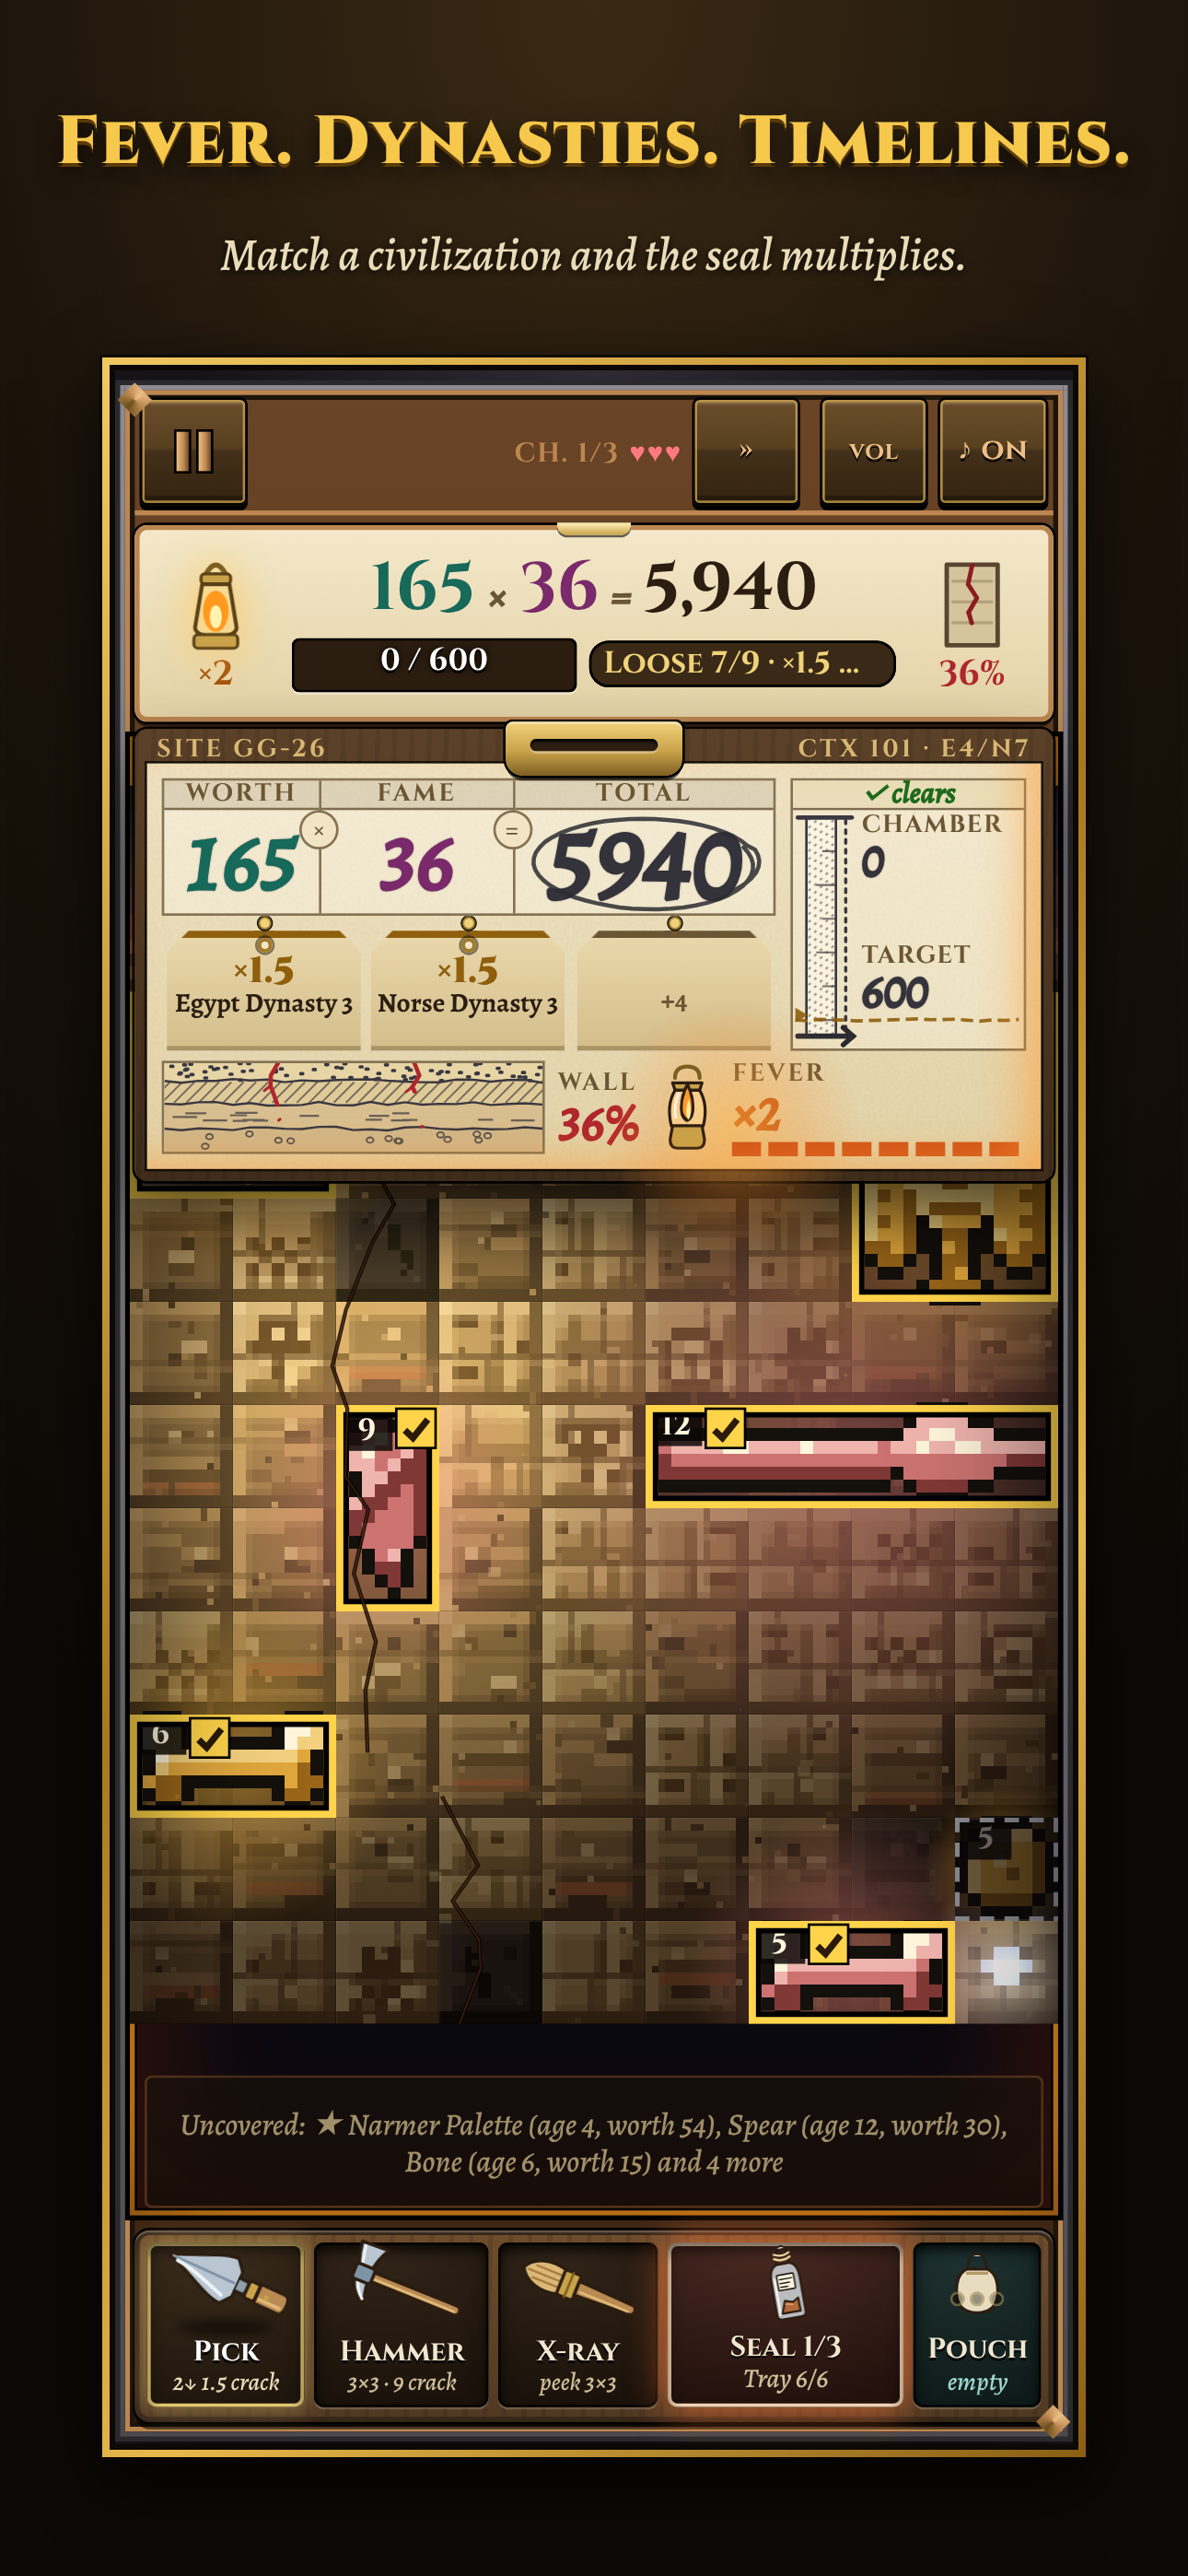 Fever. Dynasties. Timelines.
Match a civilization and the seal multiplies.
CH. 1/3 ♥♥♥
»
VOL
♪ ON
165 × 36 = 5,940
×2
0 / 600
Loose 7/9 · ×1.5 ...
36%
SITE GG-26
CTX 101 · E4/N7
WORTH
FAME
TOTAL
✓clears
165 × 36 = 5940
CHAMBER
0
TARGET
600
×1.5
Egypt Dynasty 3
×1.5
Norse Dynasty 3
+4
WALL
36%
FEVER
×2
9
12
6
5
5
Uncovered: ★ Narmer Palette (age 4, worth 54), Spear (age 12, worth 30),
Bone (age 6, worth 15) and 4 more
Pick
2↓ 1.5 crack
Hammer
3×3 · 9 crack
X-ray
peek 3×3
Seal 1/3
Tray 6/6
Pouch
empty